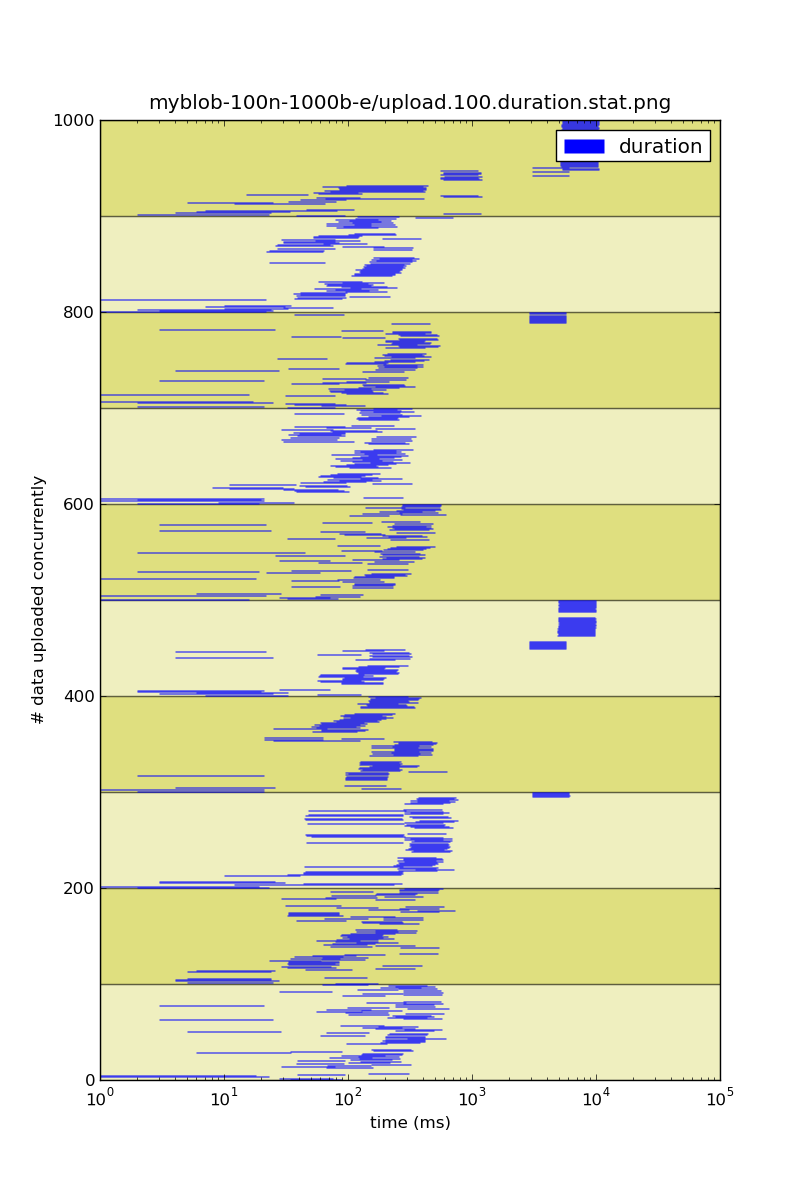 myblob-100n-1000b-e/upload.100.duration.stat.png
duration
1000
800
600
400
200
0
# data uploaded concurrently
10^0 10^1 10^2 10^3 10^4 10^5
time (ms)